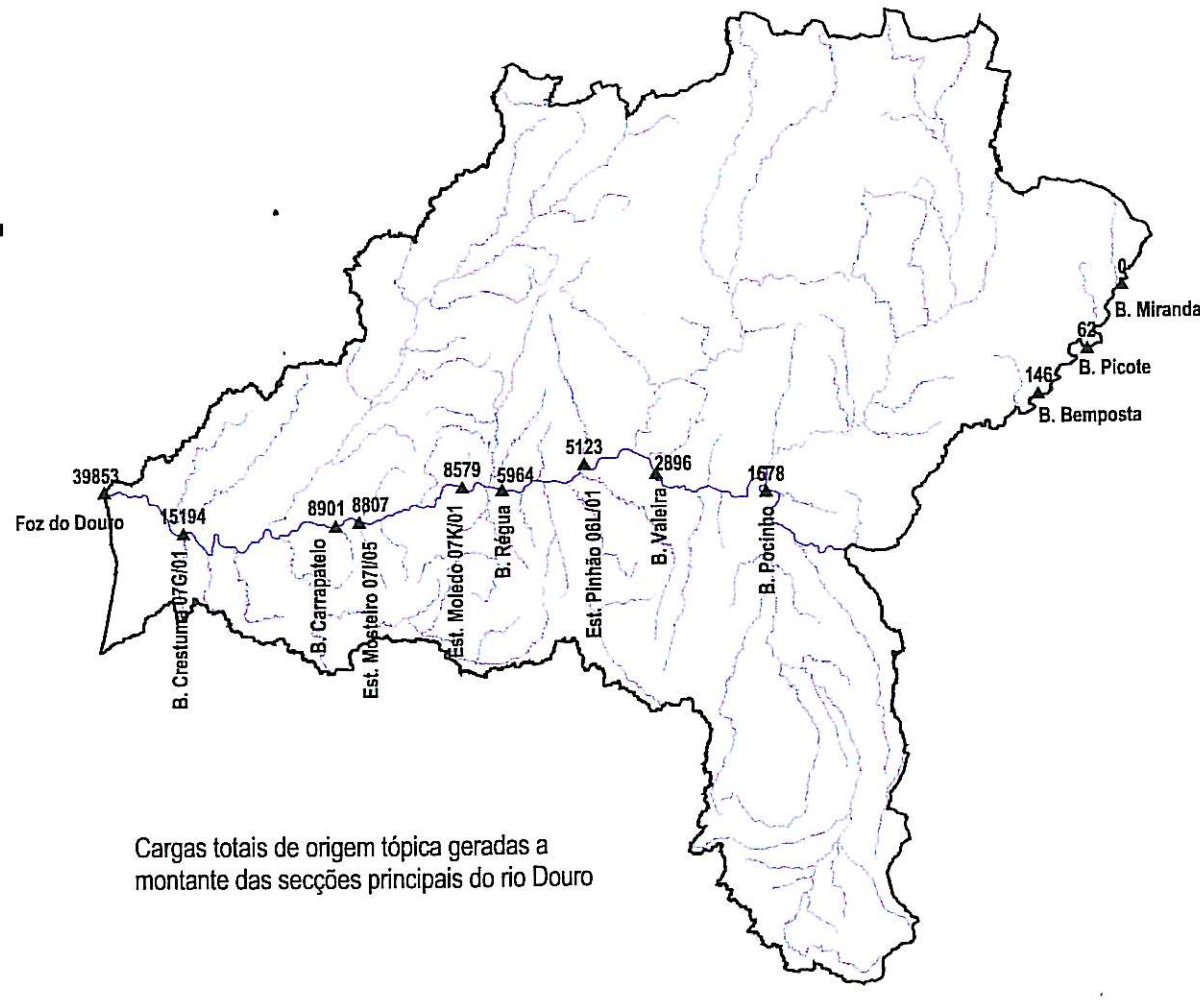 0
B. Miranda
62
B. Picote
146
B. Bemposta
39853
Foz do Douro
15194
B. Crestuma 07G/01
8901
B. Carrapatelo
8807
Est. Mosteiro 07I/05
8579
Est. Moledo 07K/01
5964
B. Régua
5123
Est. Pinhão 06L/01
2896
B. Valeira
1678
B. Pocinho
Cargas totais de origem tópica geradas a
montante das secções principais do rio Douro